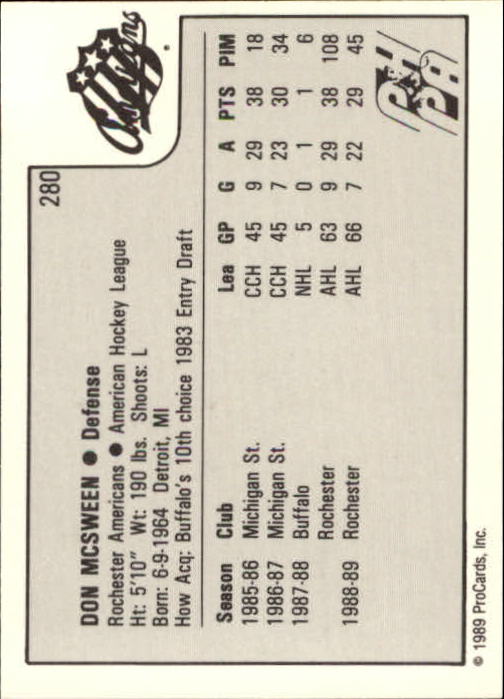 280
Americans
DON MCSWEEN ● Defense
Rochester Americans ● American Hockey League
Ht: 5'10" Wt: 190 lbs. Shoots: L
Born: 6-9-1964 Detroit, MI
How Acq: Buffalo's 10th choice 1983 Entry Draft
Season Club Lea GP G A PTS PIM
1985-86 Michigan St. CCH 45 9 29 38 18
1986-87 Michigan St. CCH 45 7 23 30 34
1987-88 Buffalo NHL 5 0 1 1 6
Rochester AHL 63 9 29 38 108
1988-89 Rochester AHL 66 7 22 29 45
© 1989 ProCards, Inc.